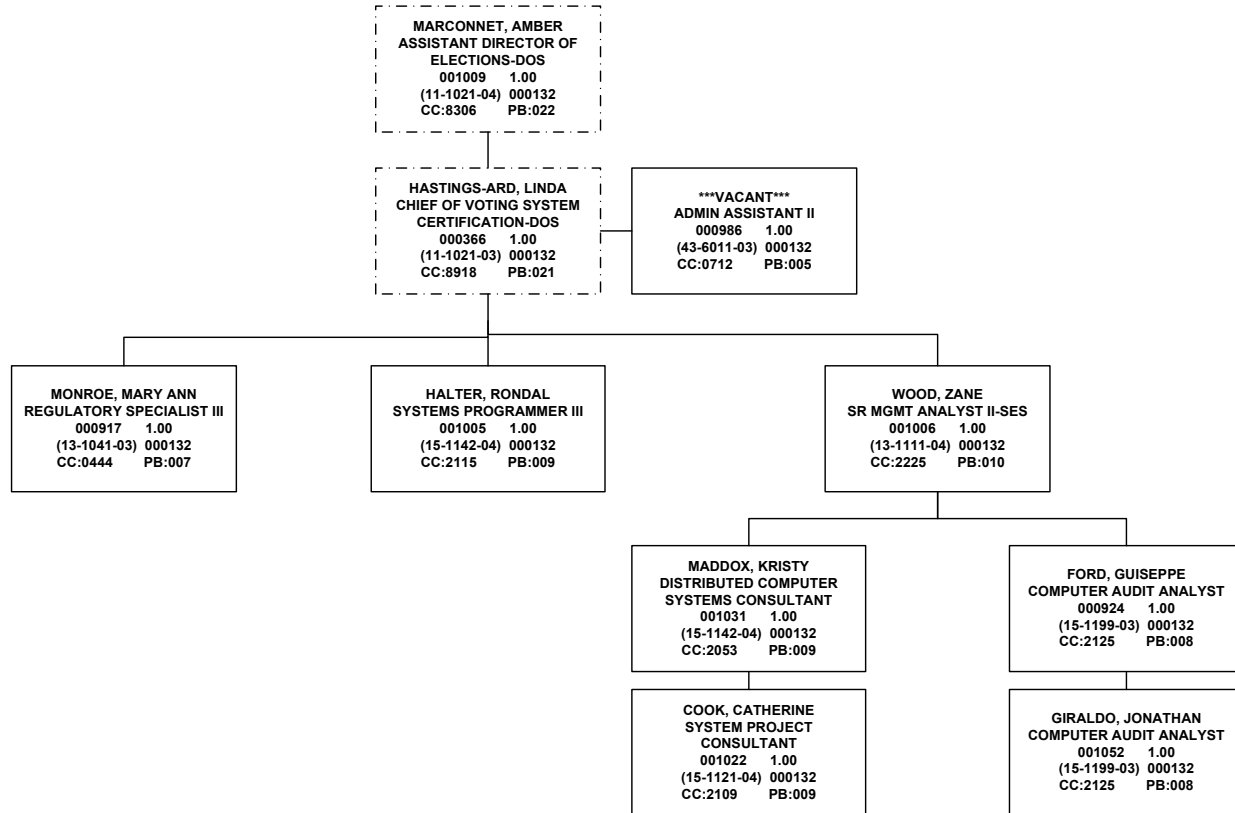 MARCONNET, AMBER
ASSISTANT DIRECTOR OF
ELECTIONS-DOS
001009 1.00
(11-1021-04) 000132
CC:8306 PB:022
HASTINGS-ARD, LINDA
CHIEF OF VOTING SYSTEM
CERTIFICATION-DOS
000366 1.00
(11-1021-03) 000132
CC:8918 PB:021
***VACANT***
ADMIN ASSISTANT II
000986 1.00
(43-6011-03) 000132
CC:0712 PB:005
MONROE, MARY ANN
REGULATORY SPECIALIST III
000917 1.00
(13-1041-03) 000132
CC:0444 PB:007
HALTER, RONDAL
SYSTEMS PROGRAMMER III
001005 1.00
(15-1142-04) 000132
CC:2115 PB:009
WOOD, ZANE
SR MGMT ANALYST II-SES
001006 1.00
(13-1111-04) 000132
CC:2225 PB:010
MADDOX, KRISTY
DISTRIBUTED COMPUTER
SYSTEMS CONSULTANT
001031 1.00
(15-1142-04) 000132
CC:2053 PB:009
FORD, GUISEPPE
COMPUTER AUDIT ANALYST
000924 1.00
(15-1199-03) 000132
CC:2125 PB:008
COOK, CATHERINE
SYSTEM PROJECT
CONSULTANT
001022 1.00
(15-1121-04) 000132
CC:2109 PB:009
GIRALDO, JONATHAN
COMPUTER AUDIT ANALYST
001052 1.00
(15-1199-03) 000132
CC:2125 PB:008